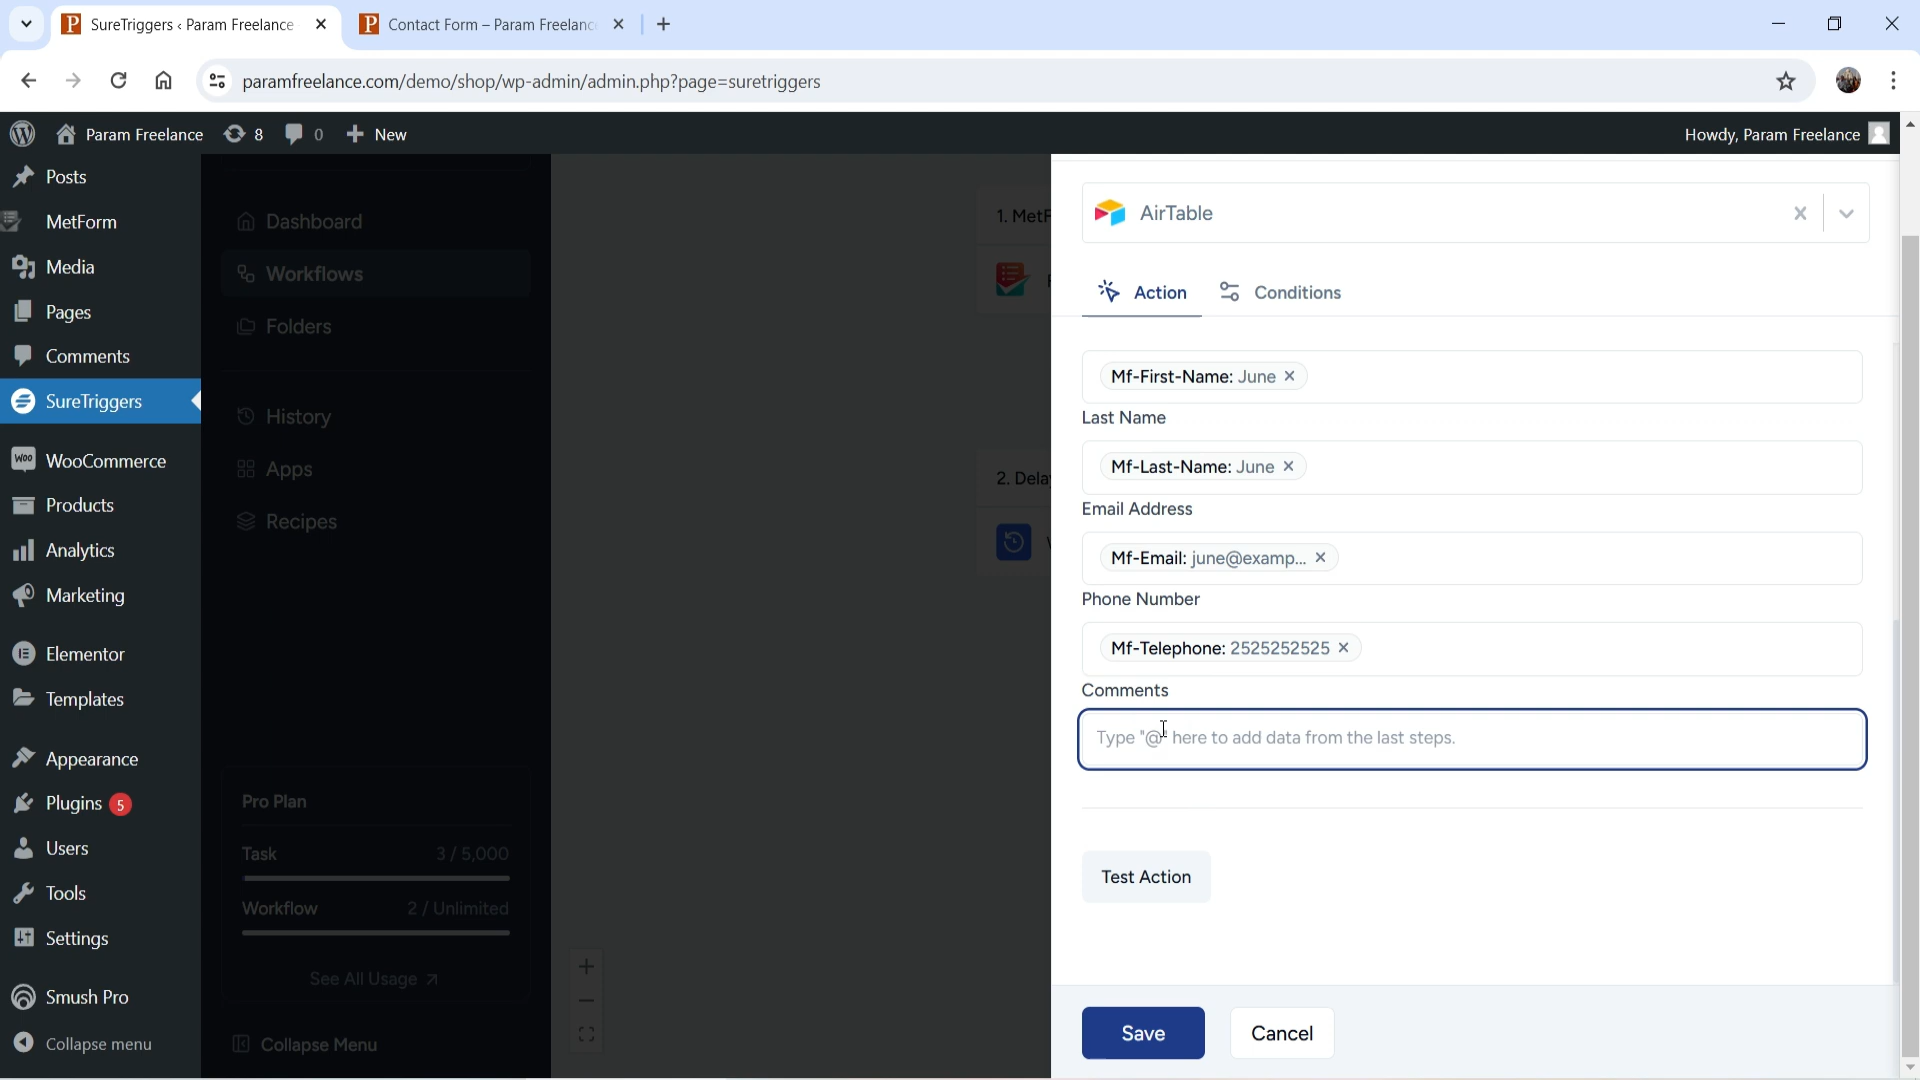 SureTriggers ‹ Param Freelance
Contact Form – Param Freelanc
paramfreelance.com/demo/shop/wp-admin/admin.php?page=suretriggers
Param Freelance
8
0
New
Howdy, Param Freelance
Posts
MetForm
Media
Pages
Comments
SureTriggers
WooCommerce
Products
Analytics
Marketing
Elementor
Templates
Appearance
Plugins 5
Users
Tools
Settings
Smush Pro
Collapse menu
Dashboard
Workflows
Folders
History
Apps
Recipes
Pro Plan
Task 3 / 5,000
Workflow 2 / Unlimited
See All Usage
Collapse Menu
1. MetF
2. Dela
AirTable
Action
Conditions
Mf-First-Name: June
Last Name
Mf-Last-Name: June
Email Address
Mf-Email: june@examp...
Phone Number
Mf-Telephone: 2525252525
Comments
Type "@" here to add data from the last steps.
Test Action
Save
Cancel